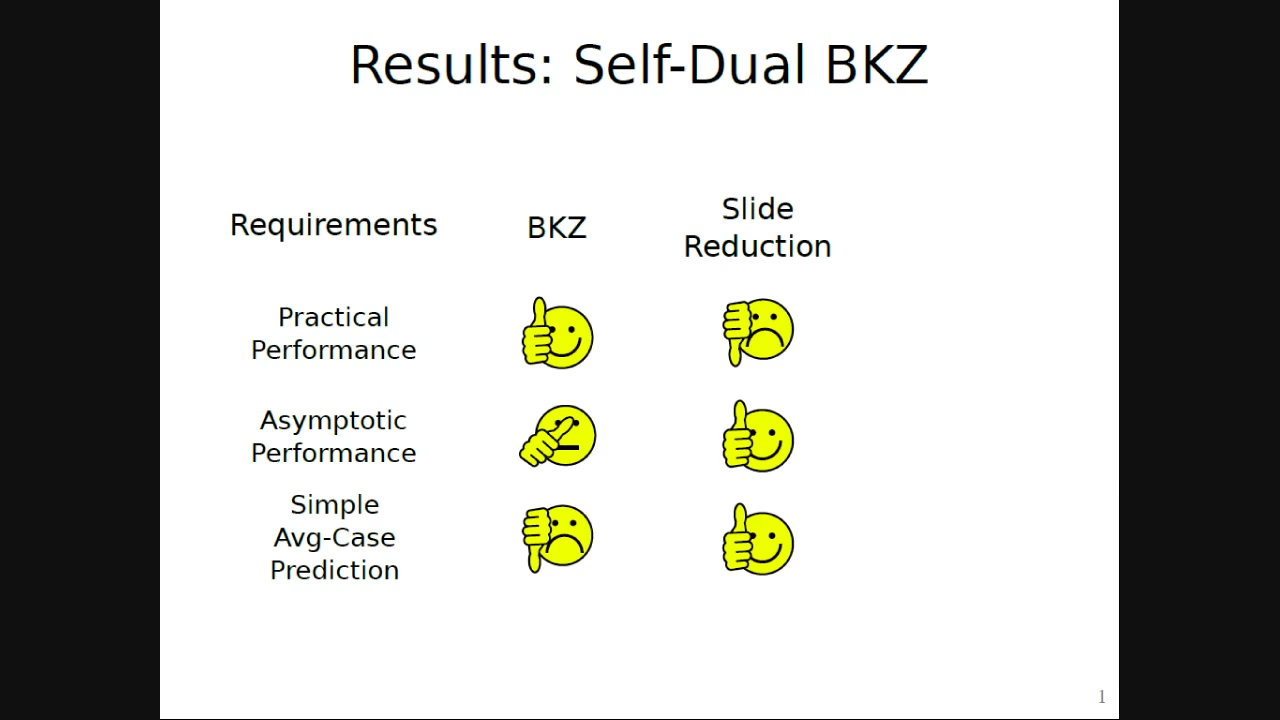 Results: Self-Dual BKZ
Requirements
BKZ
Slide
Reduction
Practical
Performance
Asymptotic
Performance
Simple
Avg-Case
Prediction
1